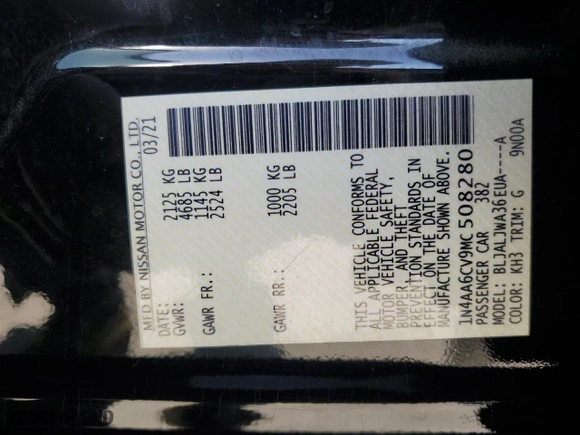 MFD BY NISSAN MOTOR CO., LTD.
DATE: 03/21
GVWR: 2125 KG
4685 LB
GAWR FR.: 1145 KG
2524 LB
GAWR RR.: 1000 KG
2205 LB
THIS VEHICLE CONFORMS TO
ALL APPLICABLE FEDERAL
MOTOR VEHICLE SAFETY,
BUMPER, AND THEFT
PREVENTION STANDARDS IN
EFFECT ON THE DATE OF
MANUFACTURE SHOWN ABOVE.
1N4AA6CV9MC508280
PASSENGER CAR 382
MODEL: BLJALJWA36EUA----A
COLOR: KH3 TRIM: G 9N00A